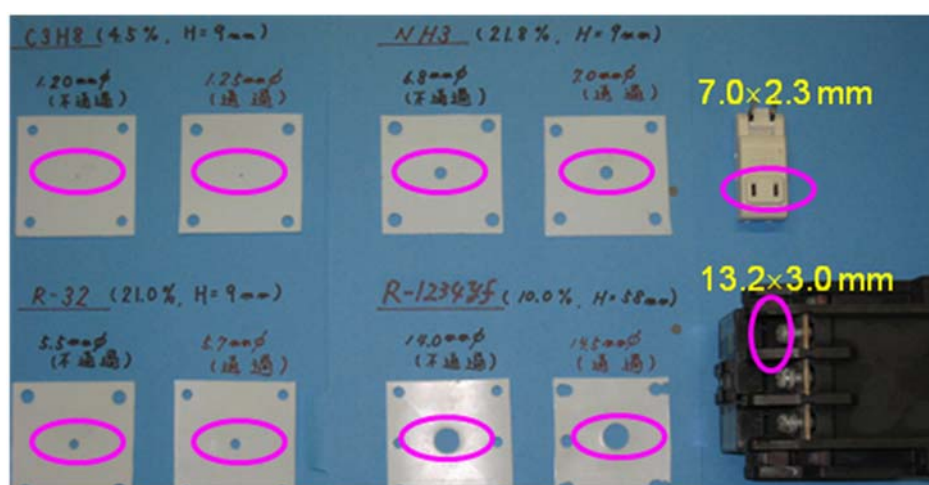 C3H8 (4.5%, H=9mm)
1.20mmφ
(不通過)
1.25mmφ
(通過)
NH3 (21.8%, H=9mm)
6.8mmφ
(不通過)
7.0mmφ
(通過)
7.0×2.3 mm
R-32 (21.0%, H=9mm)
5.5mmφ
(不通過)
5.7mmφ
(通過)
R-1234yf (10.0%, H=58mm)
14.0mmφ
(不通過)
14.5mmφ
(通過)
13.2×3.0 mm